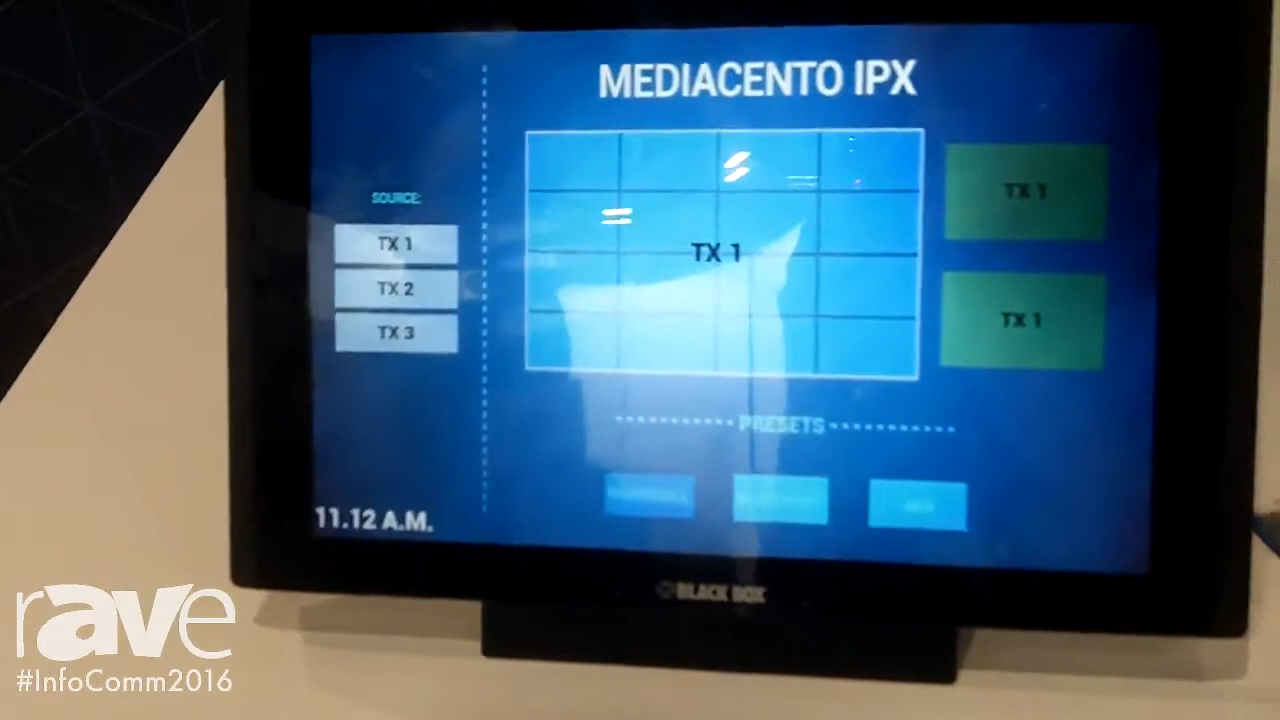 MEDIACENTO IPX
SOURCE:
TX 1
TX 2
TX 3
TX 1
TX 1
TX 1
PRESETS
11.12 A.M.
BLACK BOX
rave
#InfoComm2016